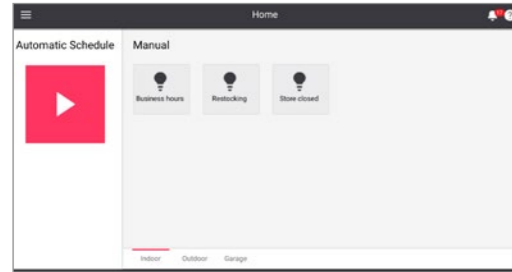 Home
Automatic Schedule
Manual
Business hours
Restocking
Store closed
Indoor
Outdoor
Garage